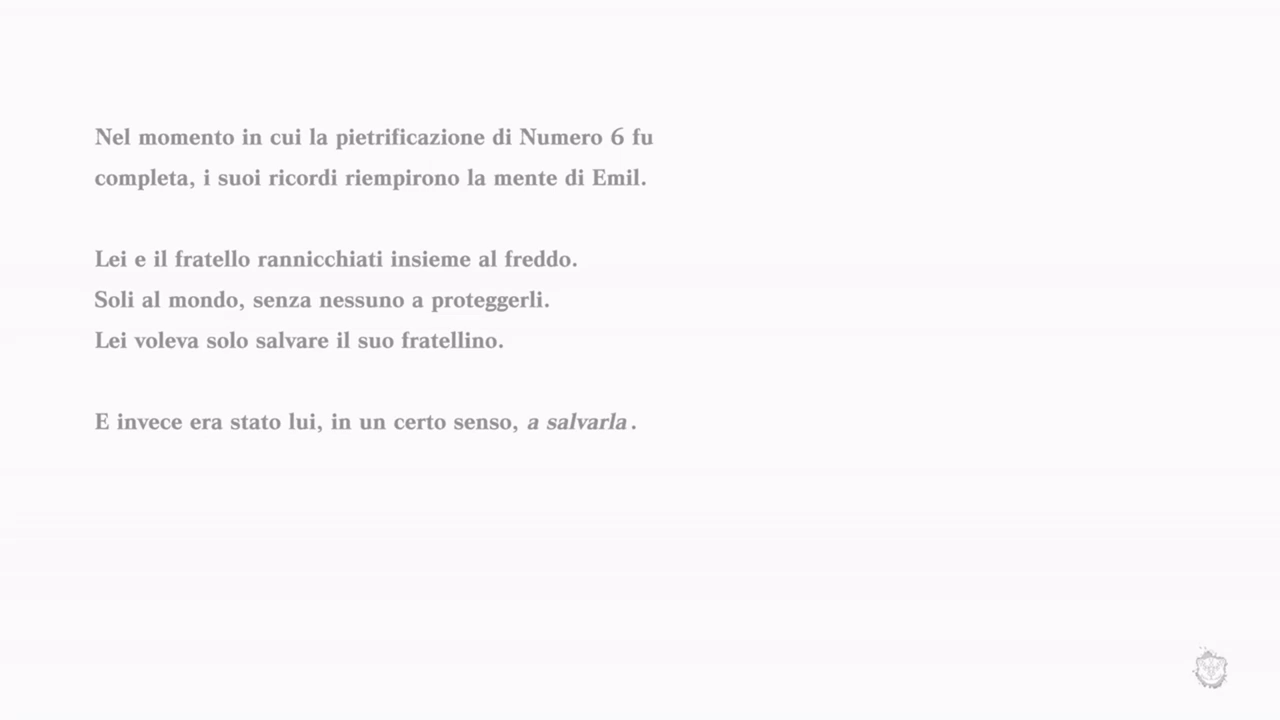 Nel momento in cui la pietrificazione di Numero 6 fu
completa, i suoi ricordi riempirono la mente di Emil.
Lei e il fratello rannicchiati insieme al freddo.
Soli al mondo, senza nessuno a proteggerli.
Lei voleva solo salvare il suo fratellino.
E invece era stato lui, in un certo senso, a salvarla.